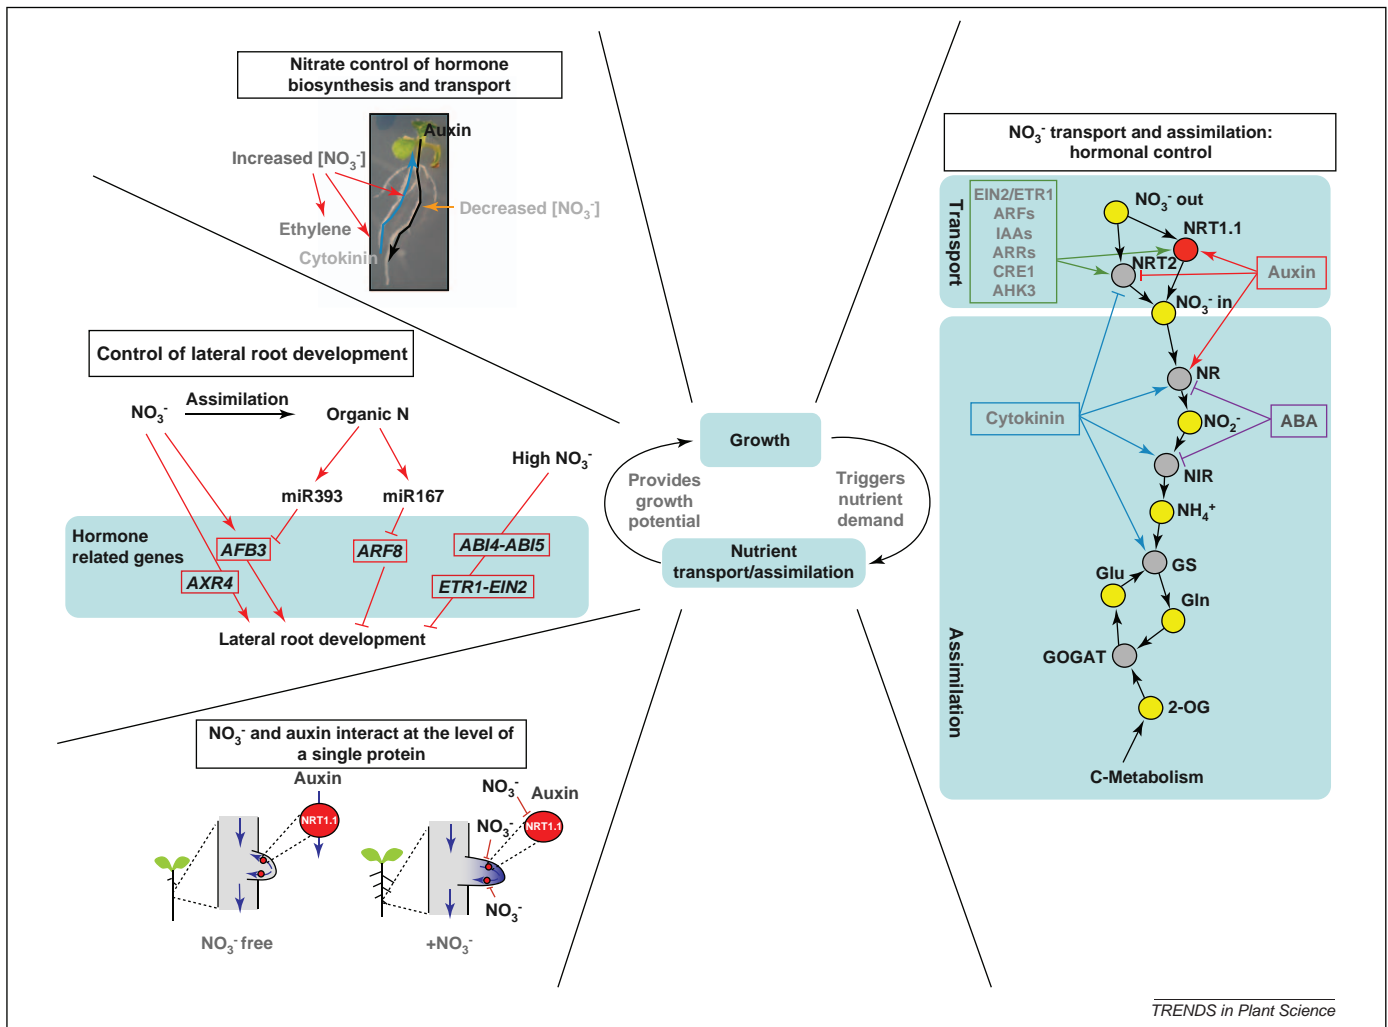 Nitrate control of hormone
biosynthesis and transport
Auxin
Increased [NO₃⁻]
Decreased [NO₃⁻]
Ethylene
Cytokinin
Control of lateral root development
NO₃⁻
Assimilation
Organic N
High NO₃⁻
miR393
miR167
Hormone
related genes
AFB3
ARF8
ABI4-ABI5
AXR4
ETR1-EIN2
Lateral root development
NO₃⁻ and auxin interact at the level of
a single protein
Auxin
NRT1.1
NO₃⁻ free
NO₃⁻
Auxin
NRT1.1
NO₃⁻
NO₃⁻
+NO₃⁻
Growth
Provides
growth
potential
Triggers
nutrient
demand
Nutrient
transport/assimilation
NO₃⁻ transport and assimilation:
hormonal control
Transport
EIN2/ETR1
ARFs
IAAs
ARRs
CRE1
AHK3
NO₃⁻ out
NRT1.1
NRT2
Auxin
NO₃⁻ in
Assimilation
NR
Cytokinin
NO₂⁻
ABA
NIR
NH₄⁺
GS
Glu
Gln
GOGAT
2-OG
C-Metabolism
TRENDS in Plant Science